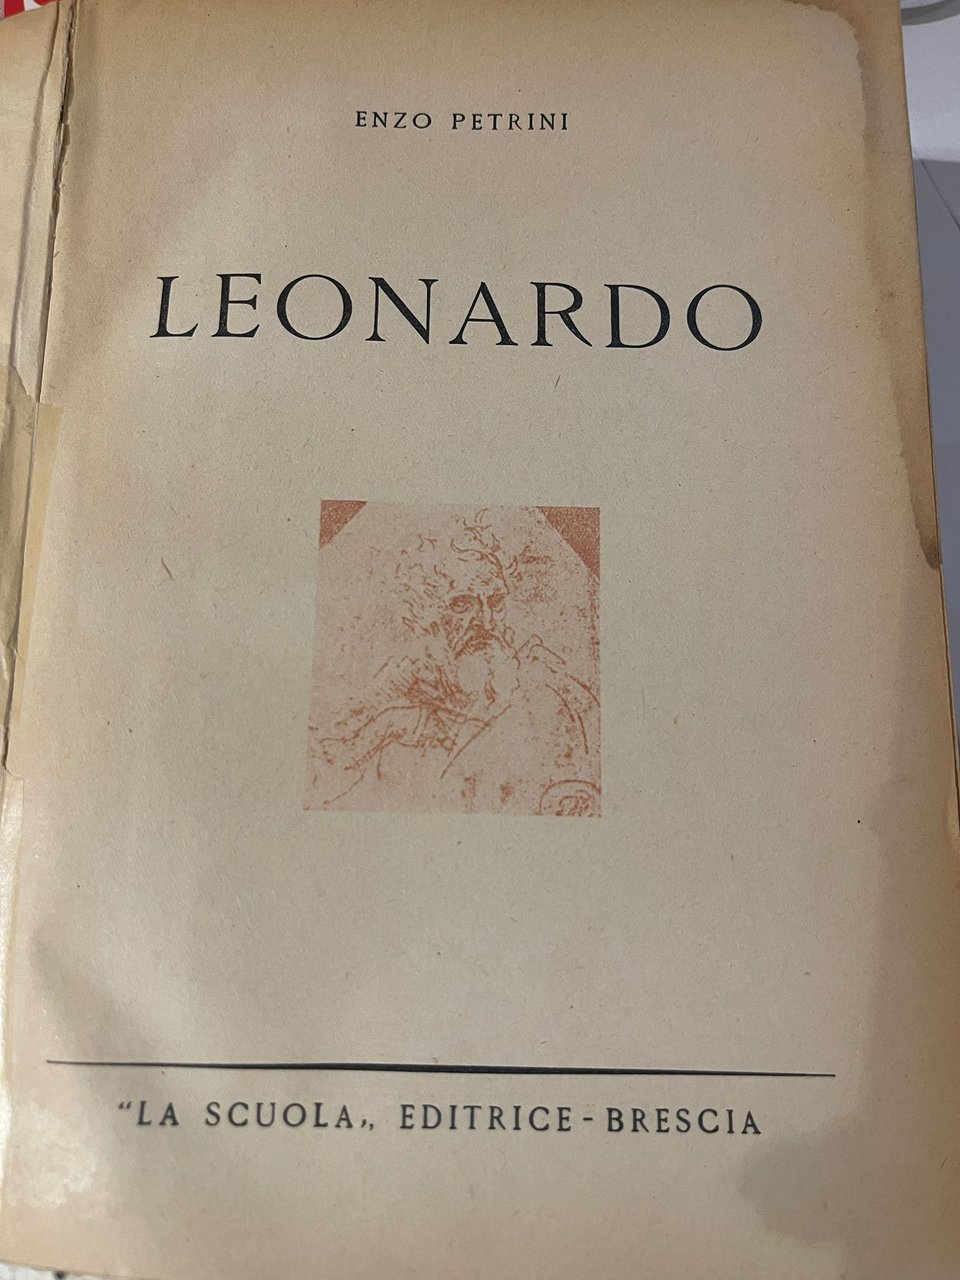 ENZO PETRINI
LEONARDO
“LA SCUOLA„ EDITRICE - BRESCIA